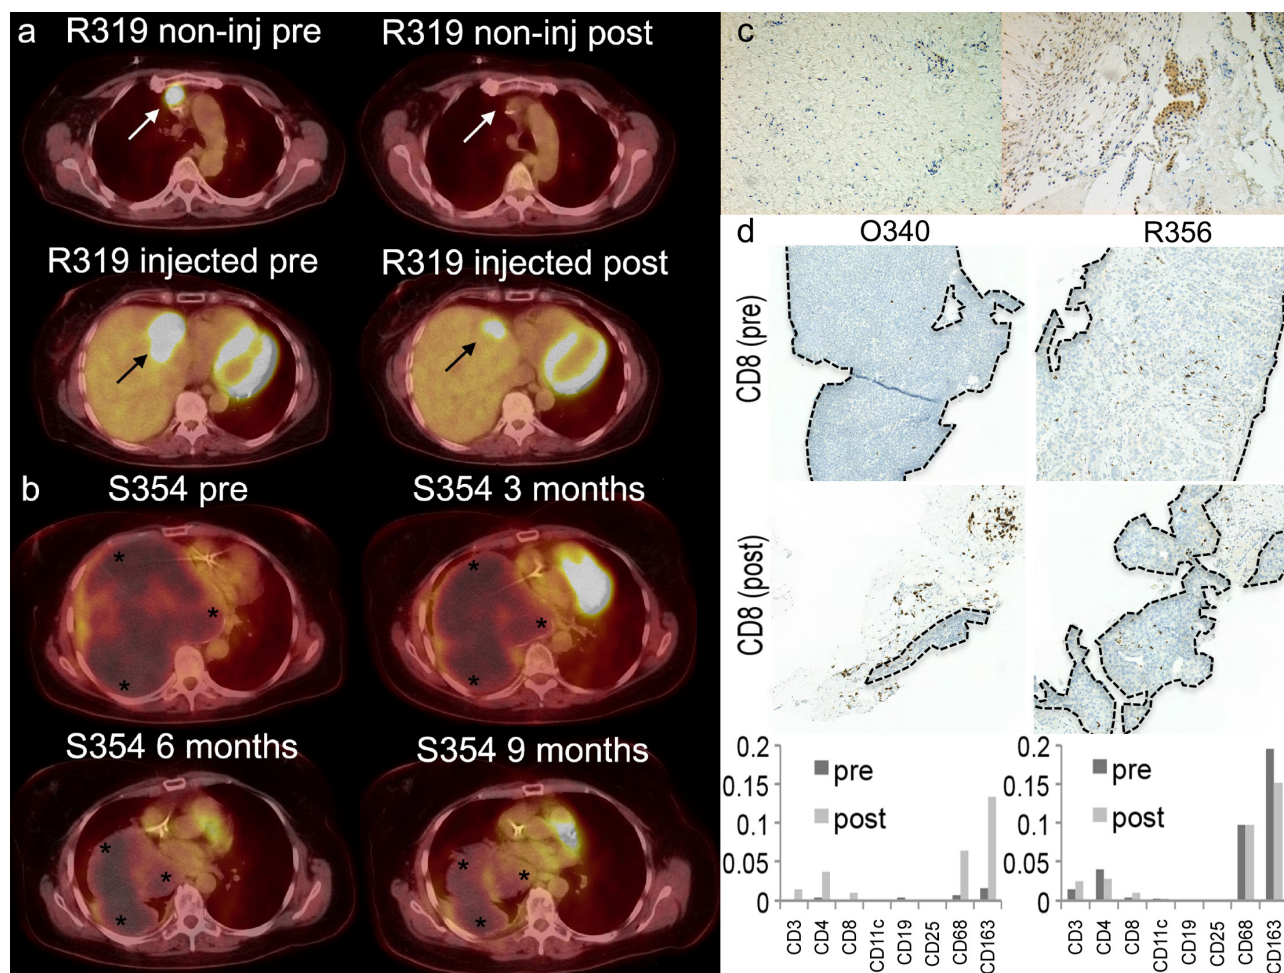 a
R319 non-inj pre
R319 non-inj post
R319 injected pre
R319 injected post
b
S354 pre
S354 3 months
* * * * * *
S354 6 months
S354 9 months
* * * * * *
c
d
O340
R356
CD8 (pre)
CD8 (post)
0.2
0.15
0.1
0.05
0
pre
post
CD3
CD4
CD8
CD11c
CD19
CD25
CD68
CD163
0.2
0.15
0.1
0.05
0
pre
post
CD3
CD4
CD8
CD11c
CD19
CD25
CD68
CD163